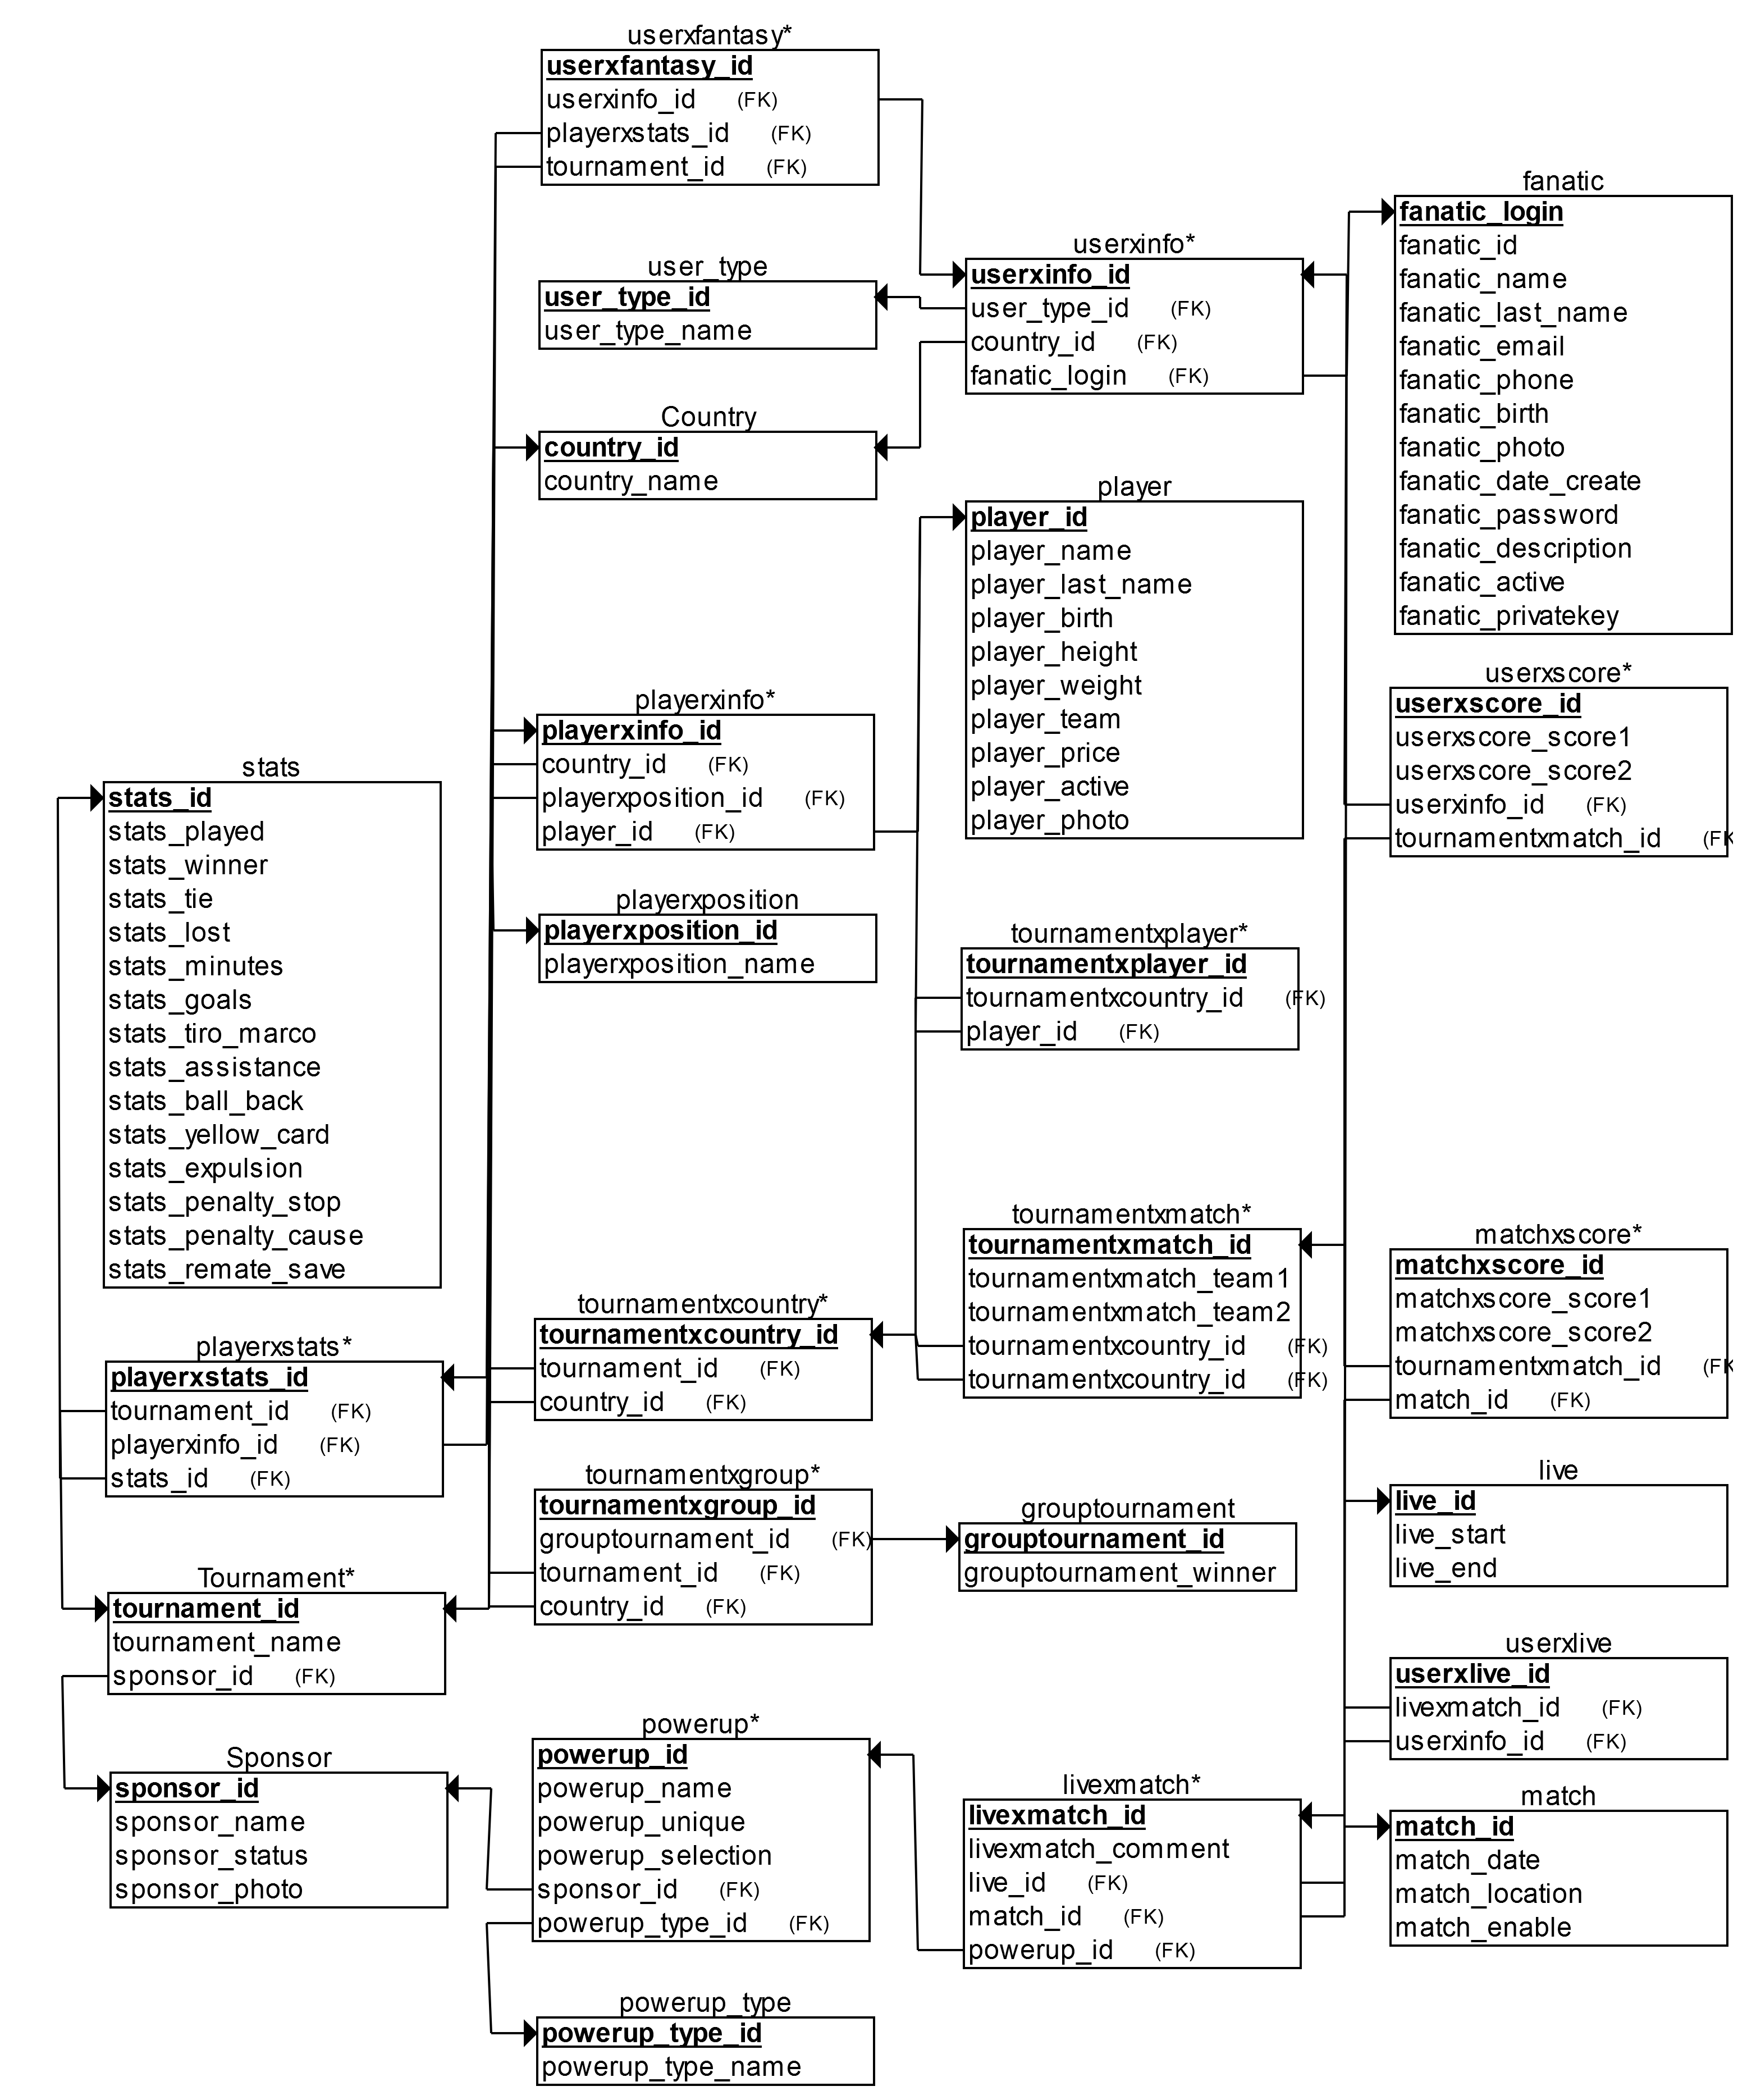 userxfantasy*
userxfantasy_id
userxinfo_id (FK)
playerxstats_id (FK)
tournament_id (FK)
fanatic
fanatic_login
fanatic_id
fanatic_name
fanatic_last_name
fanatic_email
fanatic_phone
fanatic_birth
fanatic_photo
fanatic_date_create
fanatic_password
fanatic_description
fanatic_active
fanatic_privatekey
userxinfo*
userxinfo_id
user_type_id (FK)
country_id (FK)
fanatic_login (FK)
user_type
user_type_id
user_type_name
Country
country_id
country_name
player
player_id
player_name
player_last_name
player_birth
player_height
player_weight
player_team
player_price
player_active
player_photo
userxscore*
userxscore_id
userxscore_score1
userxscore_score2
userxinfo_id (FK)
tournamentxmatch_id (FK
playerxinfo*
playerxinfo_id
country_id (FK)
playerxposition_id (FK)
player_id (FK)
stats
stats_id
stats_played
stats_winner
stats_tie
stats_lost
stats_minutes
stats_goals
stats_tiro_marco
stats_assistance
stats_ball_back
stats_yellow_card
stats_expulsion
stats_penalty_stop
stats_penalty_cause
stats_remate_save
playerxposition
playerxposition_id
playerxposition_name
tournamentxplayer*
tournamentxplayer_id
tournamentxcountry_id (FK)
player_id (FK)
tournamentxmatch*
tournamentxmatch_id
tournamentxmatch_team1
tournamentxmatch_team2
tournamentxcountry_id (FK)
tournamentxcountry_id (FK)
matchxscore*
matchxscore_id
matchxscore_score1
matchxscore_score2
tournamentxmatch_id (FK
match_id (FK)
tournamentxcountry*
tournamentxcountry_id
tournament_id (FK)
country_id (FK)
playerxstats*
playerxstats_id
tournament_id (FK)
playerxinfo_id (FK)
stats_id (FK)
tournamentxgroup*
tournamentxgroup_id
grouptournament_id (FK)
tournament_id (FK)
country_id (FK)
grouptournament
grouptournament_id
grouptournament_winner
live
live_id
live_start
live_end
Tournament*
tournament_id
tournament_name
sponsor_id (FK)
userxlive
userxlive_id
livexmatch_id (FK)
userxinfo_id (FK)
powerup*
powerup_id
powerup_name
powerup_unique
powerup_selection
sponsor_id (FK)
powerup_type_id (FK)
Sponsor
sponsor_id
sponsor_name
sponsor_status
sponsor_photo
livexmatch*
livexmatch_id
livexmatch_comment
live_id (FK)
match_id (FK)
powerup_id (FK)
match
match_id
match_date
match_location
match_enable
powerup_type
powerup_type_id
powerup_type_name